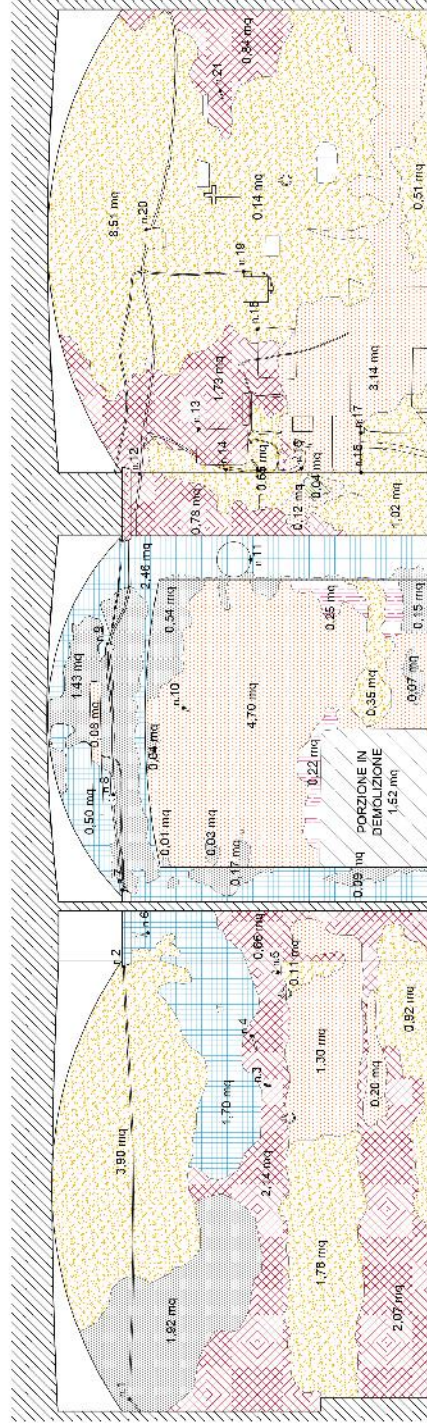 n.1
3,90 mq
n.2
n.6
1,92 mq
1,70 mq
n.4
n.3
0,66 mq
n.5
0,11 mq
2,14 mq
1,78 mq
1,30 mq
0,20 mq
0,92 mq
2,07 mq
n.7
0,50 mq
n.8
0,08 mq
1,43 mq
n.9
2,46 mq
0,01 mq
0,64 mq
n.10
0,54 mq
n.11
0,03 mq
0,17 mq
4,70 mq
0,22 mq
0,25 mq
0,35 mq
0,09 mq
PORZIONE IN
DEMOLIZIONE
1,52 mq
0,07 mq
0,15 mq
n.12
0,78 mq
n.13
n.14
1,73 mq
0,65 mq
0,12 mq
n.16
0,04 mq
1,02 mq
n.15
n.17
3,14 mq
8,51 mq
n.20
n.19
n.18
0,14 mq
n.21
0,84 mq
0,51 mq